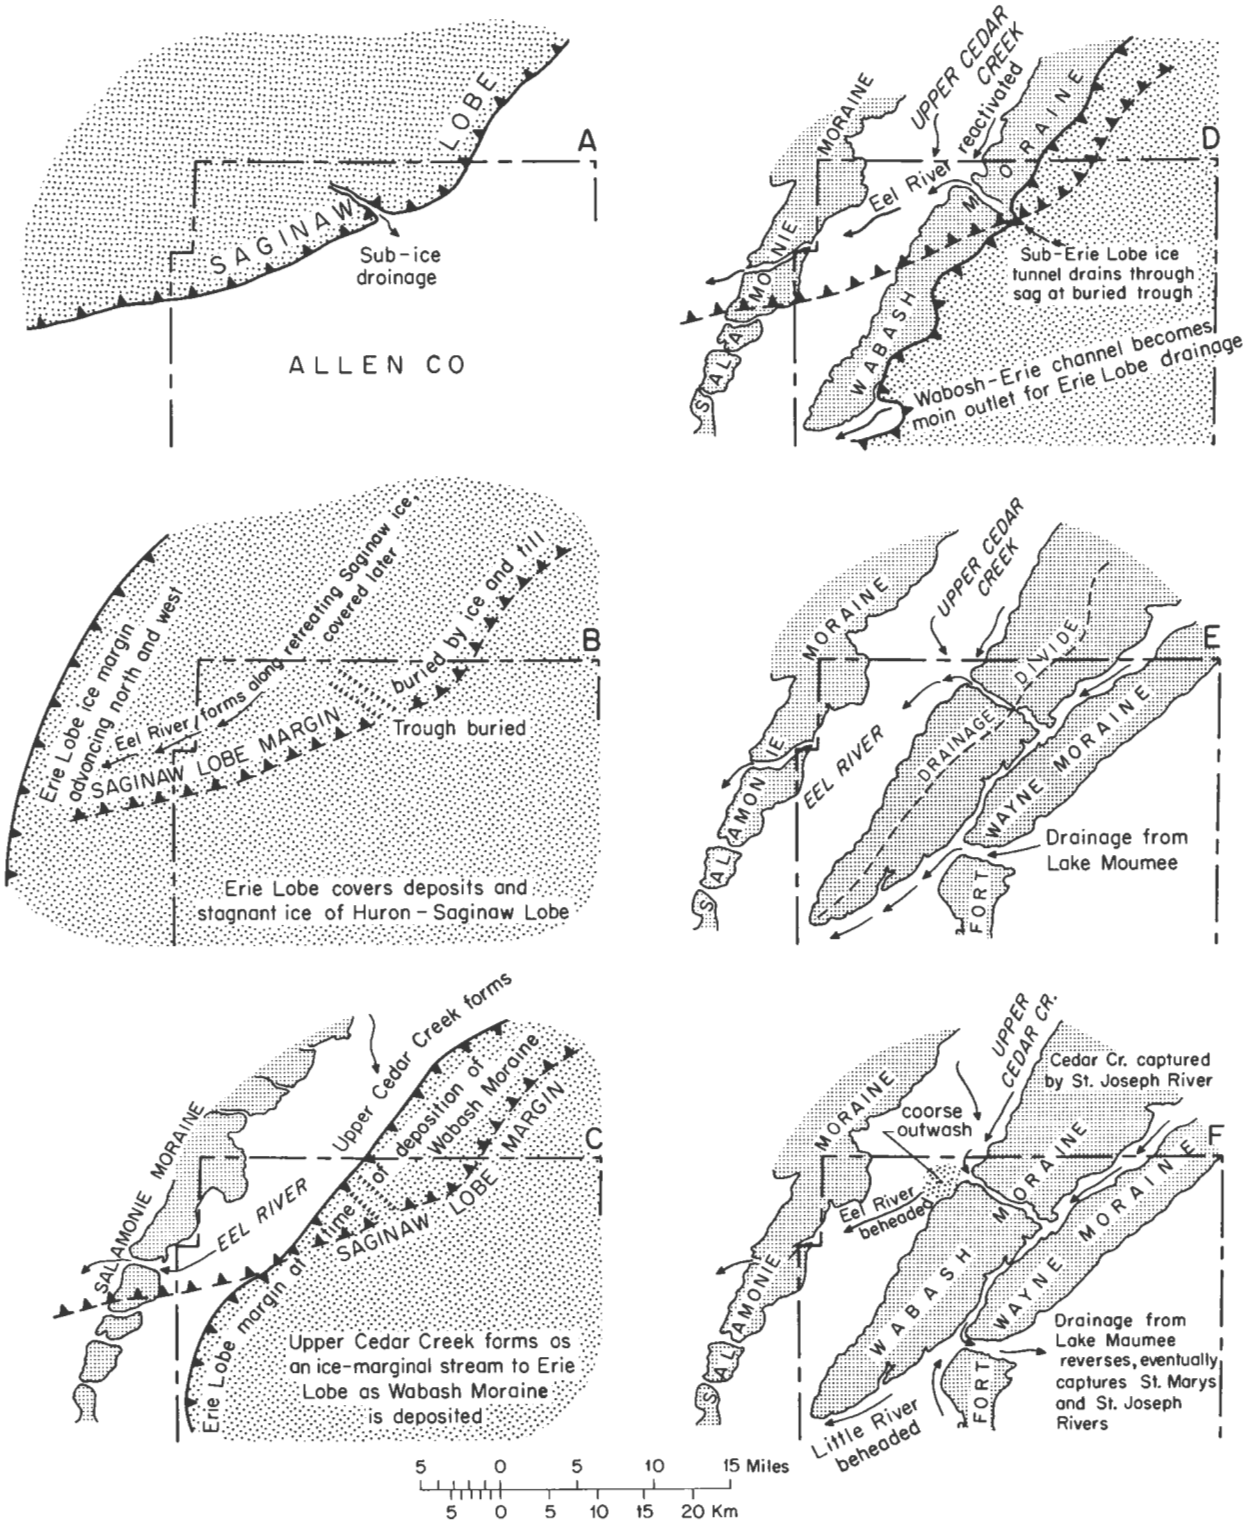 A
SAGINAW LOBE
Sub-ice
drainage
ALLEN CO
B
Erie Lobe ice margin
advancing north and west
Eel River forms along retreating Saginaw ice,
covered later
SAGINAW LOBE MARGIN
buried by ice and till
Trough buried
Erie Lobe covers deposits and
stagnant ice of Huron-Saginaw Lobe
C
SALAMONIE MORAINE
EEL RIVER
Upper Cedar Creek forms
Erie Lobe margin at time of deposition of
Wabash Moraine
SAGINAW LOBE MARGIN
Upper Cedar Creek forms as
an ice-marginal stream to Erie
Lobe as Wabash Moraine
is deposited
D
SALAMONIE MORAINE
UPPER CEDAR
CREEK
reactivated
Eel River
WABASH MORAINE
Sub-Erie Lobe ice
tunnel drains through
sag at buried trough
Wabosh-Erie channel becomes
moin outlet for Erie Lobe drainage
E
SALAMONIE MORAINE
UPPER CEDAR
CREEK
EEL RIVER
DRAINAGE DIVIDE
FORT WAYNE MORAINE
Drainage from
Lake Moumee
F
SALAMONIE MORAINE
UPPER
CEDAR CR.
Cedar Cr. captured
by St. Joseph River
coorse
outwash
Eel River
beheaded
WABASH MORAINE
FORT WAYNE MORAINE
Drainage from
Lake Maumee
reverses, eventually
captures St. Marys
and St. Joseph
Rivers
Little River
beheaded
5 0 5 10 15 Miles
5 0 5 10 15 20 Km